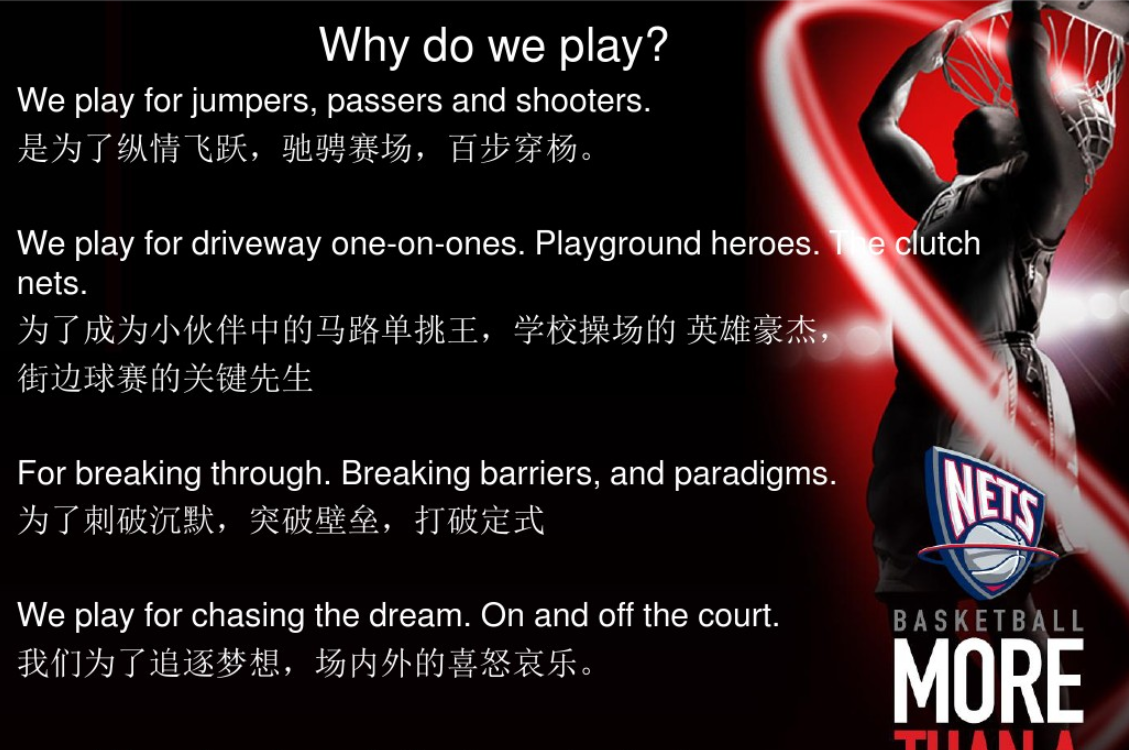 Why do we play?
We play for jumpers, passers and shooters.
是为了纵情飞跃，驰骋赛场，百步穿杨。
We play for driveway one-on-ones. Playground heroes. The clutch
nets.
为了成为小伙伴中的马路单挑王，学校操场的 英雄豪杰，
街边球赛的关键先生
For breaking through. Breaking barriers, and paradigms.
为了刺破沉默，突破壁垒，打破定式
We play for chasing the dream. On and off the court.
我们为了追逐梦想，场内外的喜怒哀乐。
NETS
BASKETBALL
MORE
THAN A